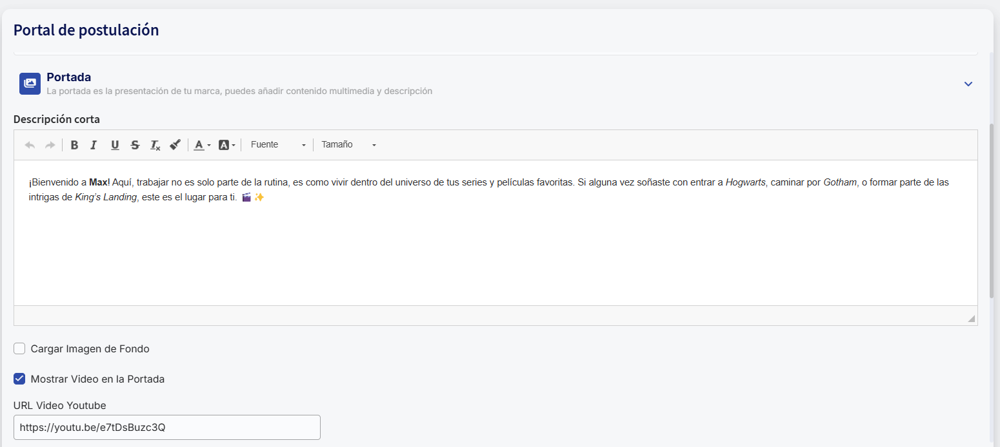 Portal de postulación
Portada
La portada es la presentación de tu marca, puedes añadir contenido multimedia y descripción
Descripción corta
B I U S Tx A A Fuente Tamaño
¡Bienvenido a Max! Aquí, trabajar no es solo parte de la rutina, es como vivir dentro del universo de tus series y películas favoritas. Si alguna vez soñaste con entrar a Hogwarts, caminar por Gotham, o formar parte de las
intrigas de King’s Landing, este es el lugar para ti. 🎬✨
Cargar Imagen de Fondo
Mostrar Video en la Portada
URL Video Youtube
https://youtu.be/e7tDsBuzc3Q